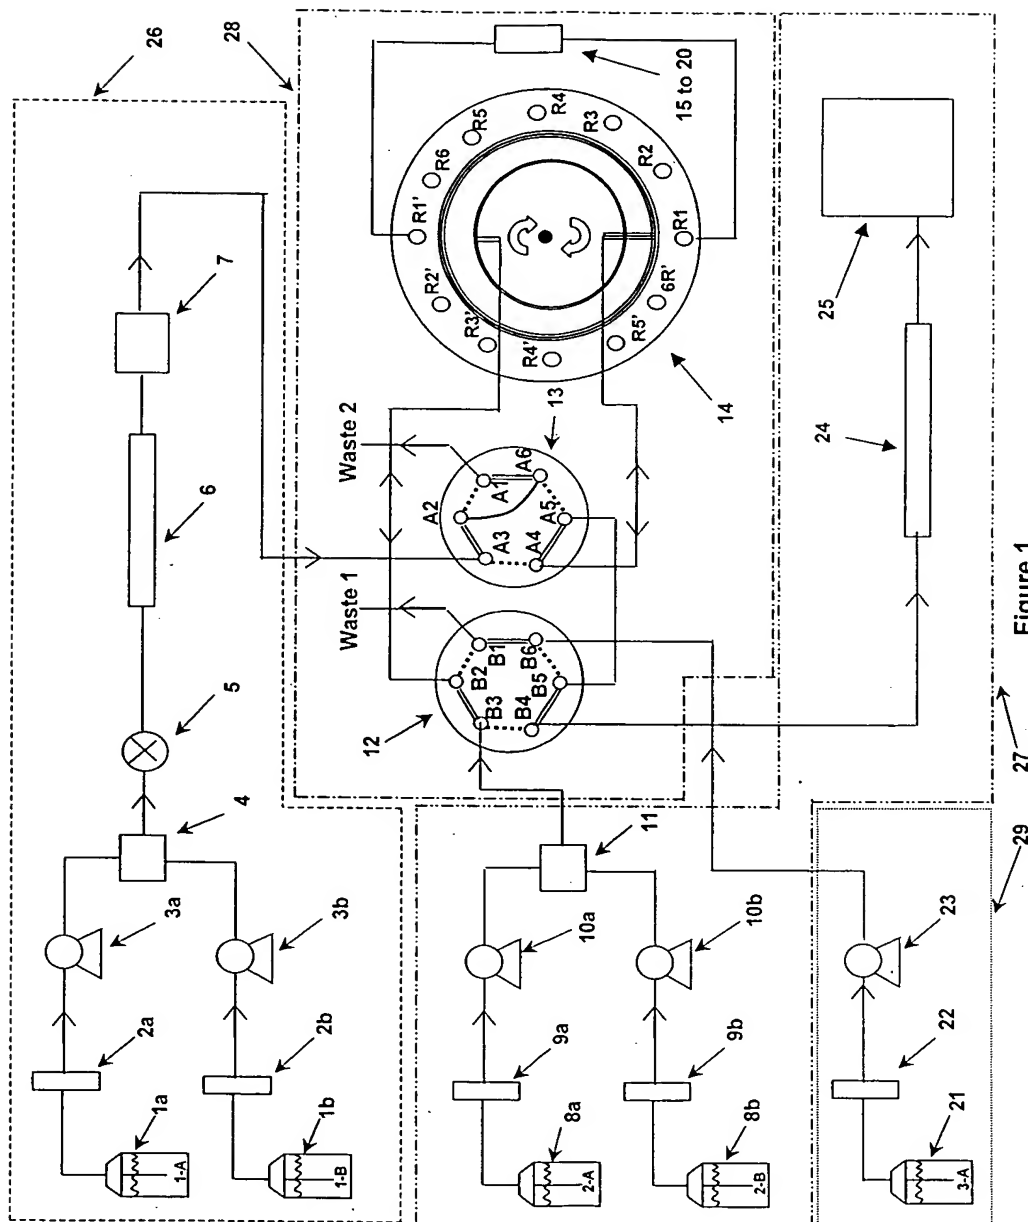 26
28
1a
1-A
2a
3a
4
5
6
7
1b
1-B
2b
3b
Waste 1
Waste 2
12
13
14
15 to 20
B1
B2
B3
B4
B5
B6
A1
A2
A3
A4
A5
A6
R1'
R6
R5
R4
R3
R2
R1
6R'
R5'
R4'
R3'
R2'
8a
2-A
9a
10a
11
8b
2-B
9b
10b
21
3-A
22
23
24
25
27
29
Figure 1